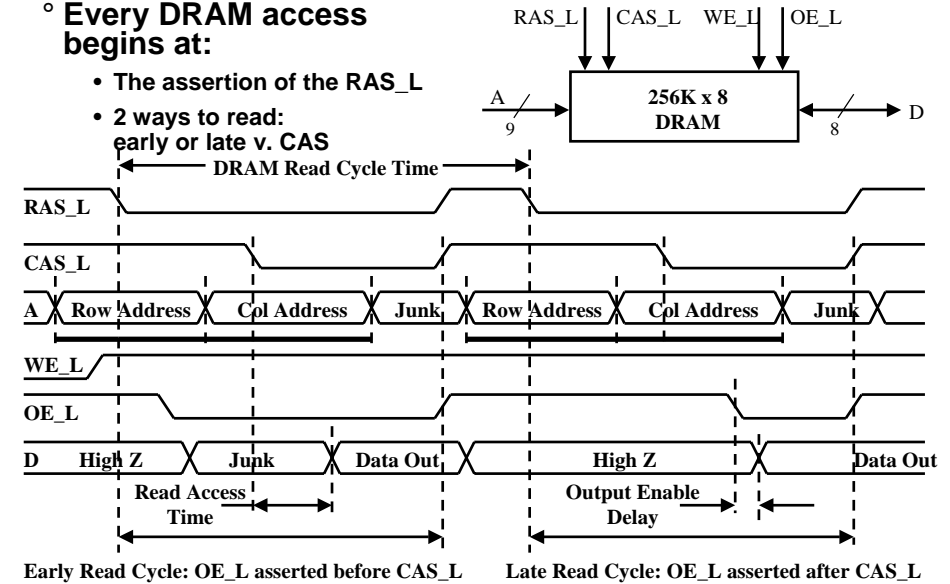 ° Every DRAM access
begins at:
• The assertion of the RAS_L
• 2 ways to read:
early or late v. CAS
RAS_L CAS_L WE_L OE_L
A 9
256K x 8
DRAM
8 D
DRAM Read Cycle Time
RAS_L
CAS_L
A Row Address Col Address Junk Row Address Col Address Junk
WE_L
OE_L
D High Z Junk Data Out High Z Data Out
Read Access
Time
Output Enable
Delay
Early Read Cycle: OE_L asserted before CAS_L Late Read Cycle: OE_L asserted after CAS_L